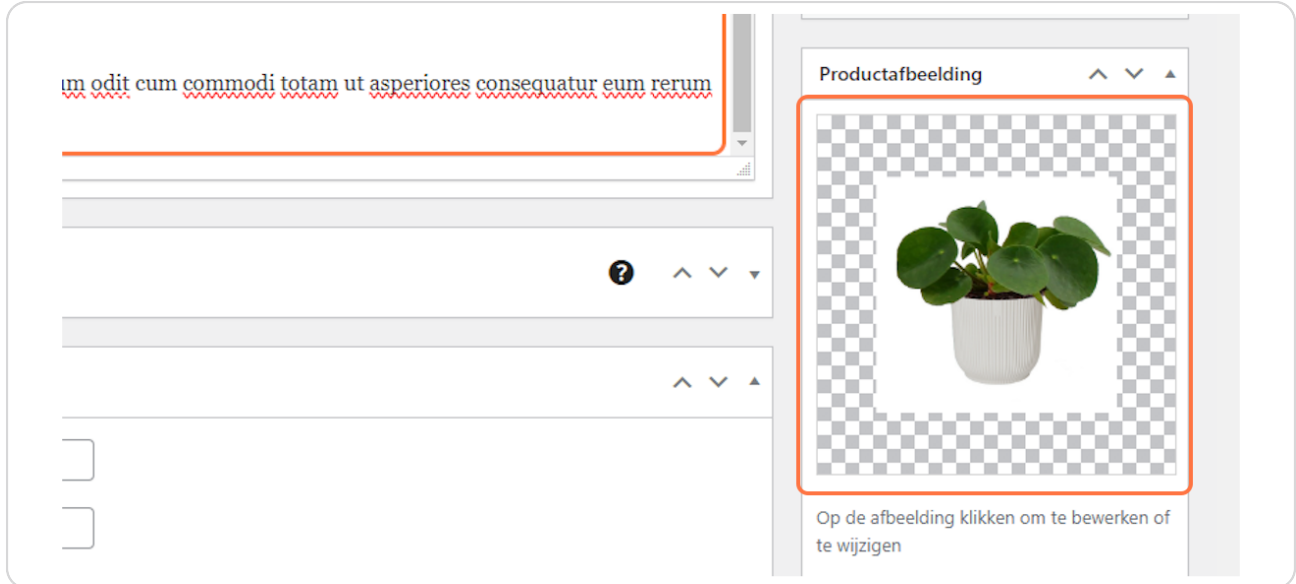 um odit cum commodi totam ut asperiores consequatur eum rerum
Productafbeelding
?
Op de afbeelding klikken om te bewerken of
te wijzigen